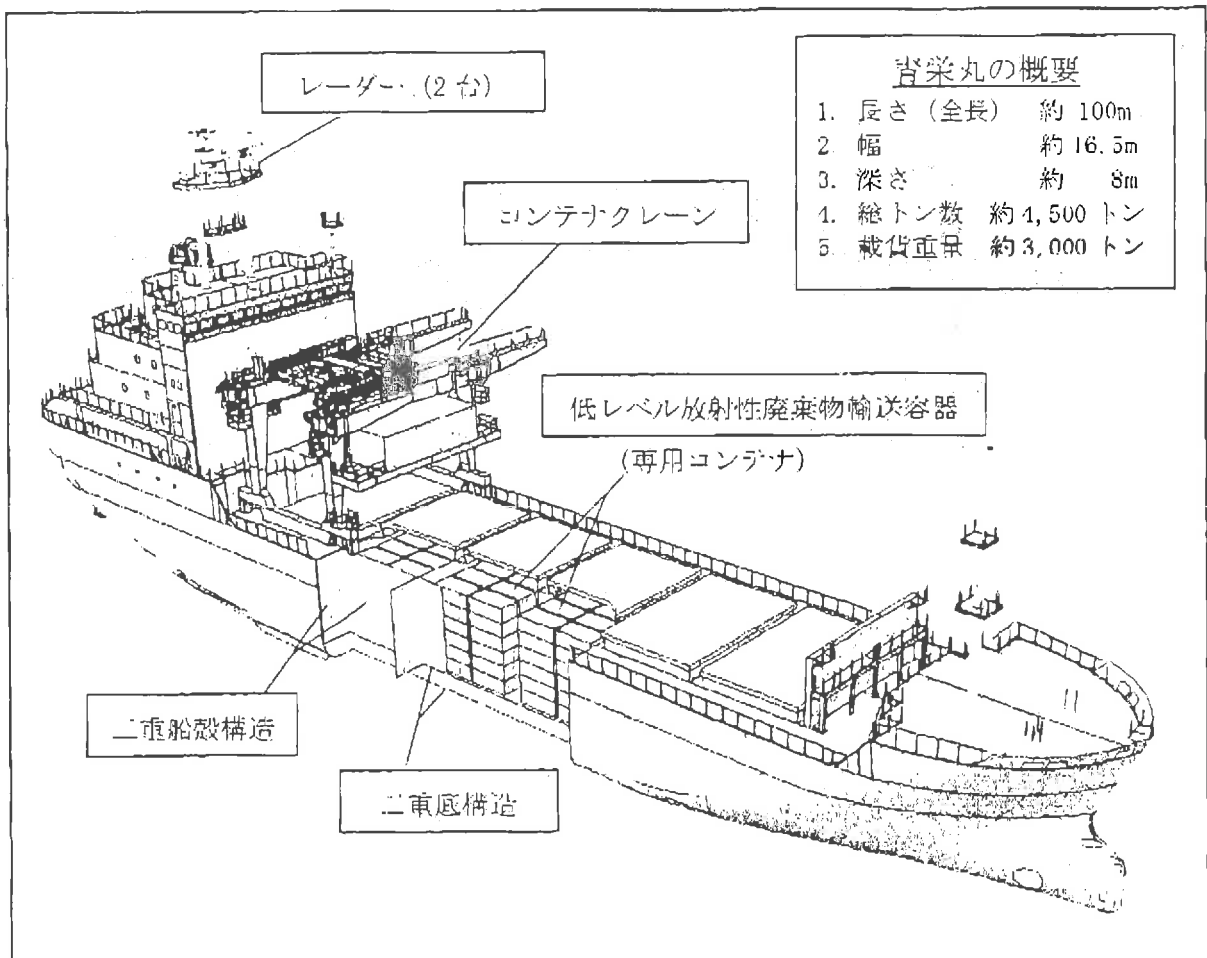 レーダー (2台)
コンテナクレーン
青栄丸の概要
1. 長さ (全長) 約 100m
2. 幅 約 16.5m
3. 深さ 約 8m
4. 総トン数 約 4,500 トン
5. 載貨重量 約 3,000 トン
低レベル放射性廃棄物輸送容器
(専用コンテナ)
二重船殻構造
二重底構造